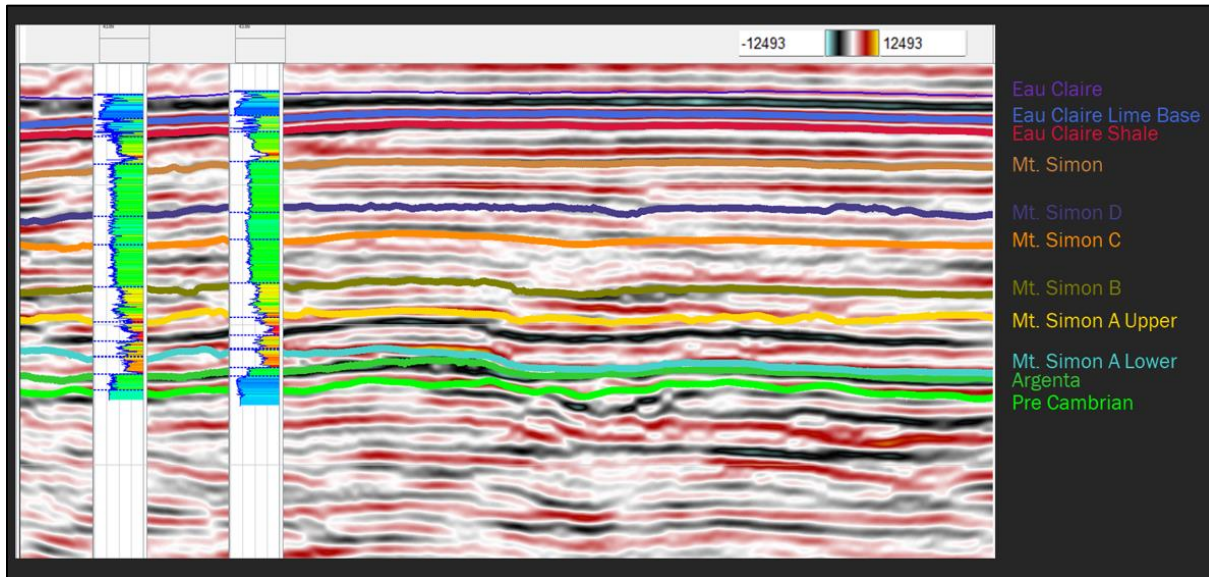 -12493 12493
Eau Claire
Eau Claire Lime Base
Eau Claire Shale
Mt. Simon
Mt. Simon D
Mt. Simon C
Mt. Simon B
Mt. Simon A Upper
Mt. Simon A Lower
Argenta
Pre Cambrian